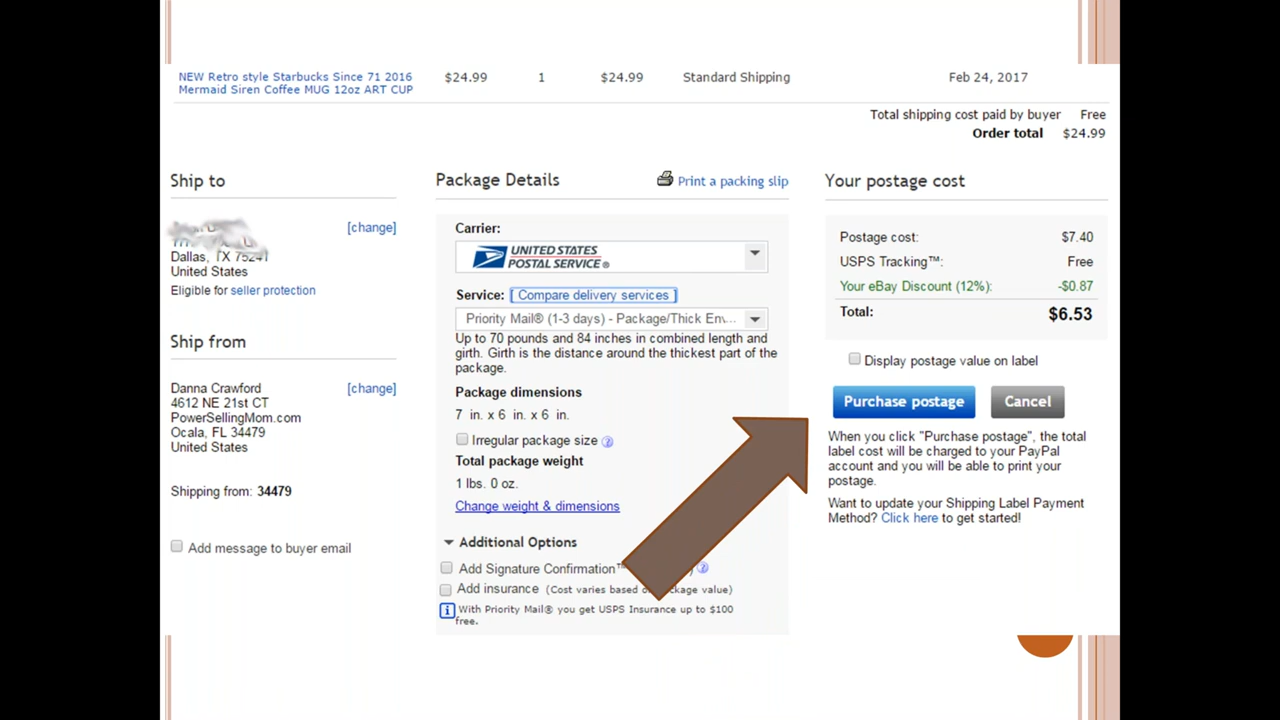 NEW Retro style Starbucks Since 71 2016 $24.99 1 $24.99 Standard Shipping Feb 24, 2017
Mermaid Siren Coffee MUG 12oz ART CUP
Total shipping cost paid by buyer Free
Order total $24.99
Ship to
[change]
Dallas, TX 75241
United States
Eligible for seller protection
Ship from
Danna Crawford [change]
4612 NE 21st CT
PowerSellingMom.com
Ocala, FL 34479
United States
Shipping from: 34479
Add message to buyer email
Package Details Print a packing slip
Carrier:
UNITED STATES
POSTAL SERVICE®
Service: [ Compare delivery services ]
Priority Mail® (1-3 days) - Package/Thick Env...
Up to 70 pounds and 84 inches in combined length and
girth. Girth is the distance around the thickest part of the
package.
Package dimensions
7 in. x 6 in. x 6 in.
Irregular package size
Total package weight
1 lbs. 0 oz.
Change weight & dimensions
Additional Options
Add Signature Confirmation
Add insurance (Cost varies based value)
With Priority Mail® you get USPS Insurance up to $100
free.
Your postage cost
Postage cost: $7.40
USPS Tracking™: Free
Your eBay Discount (12%): -$0.87
Total: $6.53
Display postage value on label
Purchase postage Cancel
When you click "Purchase postage", the total
label cost will be charged to your PayPal
account and you will be able to print your
postage.
Want to update your Shipping Label Payment
Method? Click here to get started!